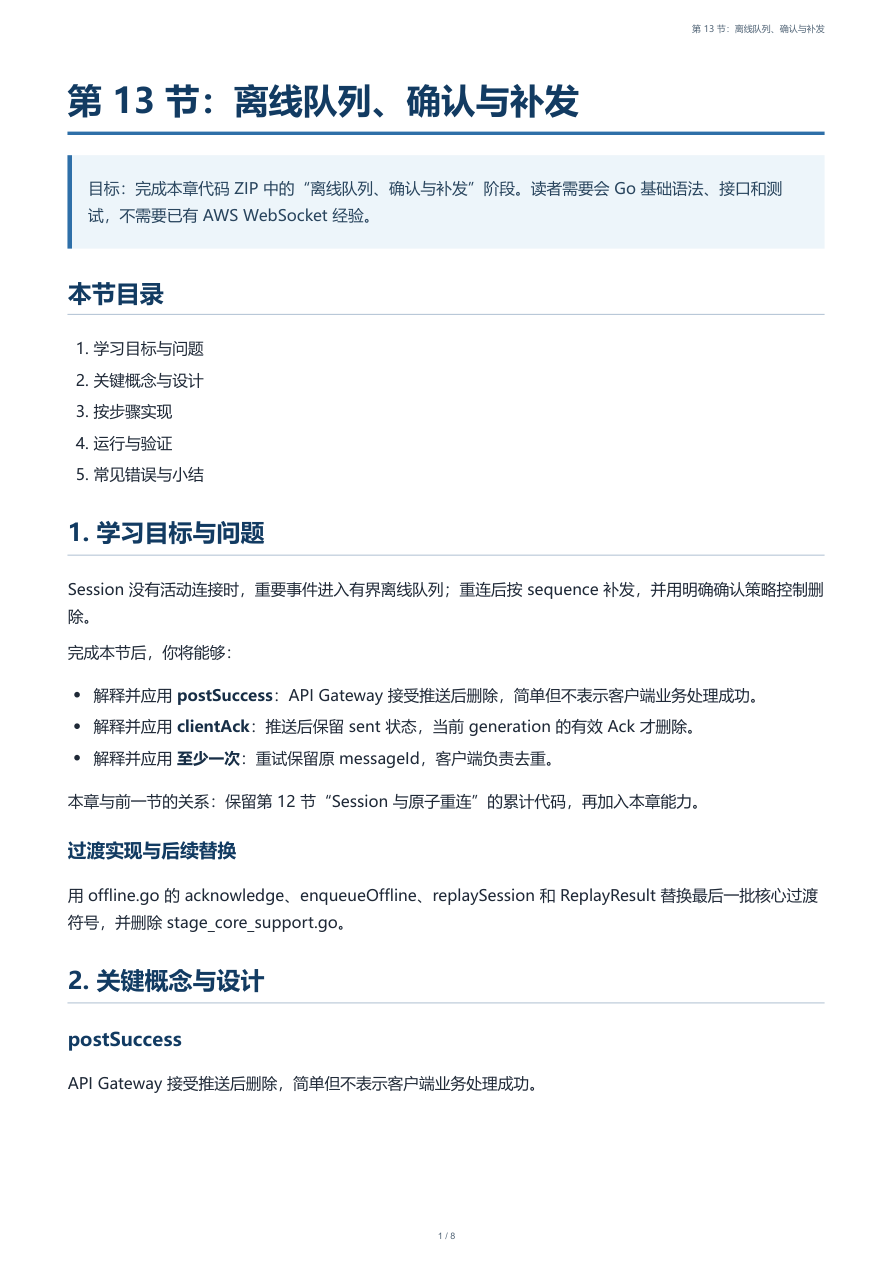 第 13 节：离线队列、确认与补发
第 13 节：离线队列、确认与补发
目标：完成本章代码 ZIP 中的“离线队列、确认与补发”阶段。读者需要会 Go 基础语法、接口和测
试，不需要已有 AWS WebSocket 经验。
本节目录
1. 学习目标与问题
2. 关键概念与设计
3. 按步骤实现
4. 运行与验证
5. 常见错误与小结
1. 学习目标与问题
Session 没有活动连接时，重要事件进入有界离线队列；重连后按 sequence 补发，并用明确确认策略控制删
除。
完成本节后，你将能够：
• 解释并应用 postSuccess：API Gateway 接受推送后删除，简单但不表示客户端业务处理成功。
• 解释并应用 clientAck：推送后保留 sent 状态，当前 generation 的有效 Ack 才删除。
• 解释并应用 至少一次：重试保留原 messageId，客户端负责去重。
本章与前一节的关系：保留第 12 节“Session 与原子重连”的累计代码，再加入本章能力。
过渡实现与后续替换
用 offline.go 的 acknowledge、enqueueOffline、replaySession 和 ReplayResult 替换最后一批核心过渡
符号，并删除 stage_core_support.go。
2. 关键概念与设计
postSuccess
API Gateway 接受推送后删除，简单但不表示客户端业务处理成功。
1 / 8